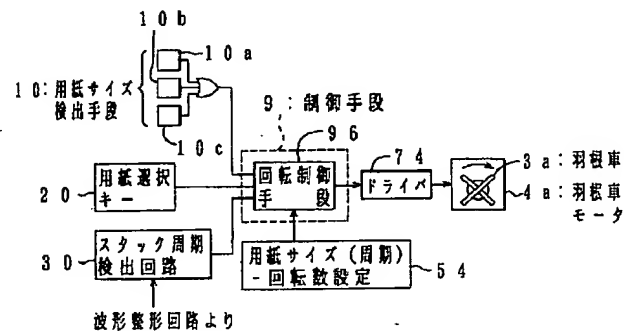 10b
10a
10:用紙サイズ
検出手段
10c
9:制御手段
96
74
3a:羽根車
4a:羽根車
モータ
用紙選択
キー
20
回転制御
手段
ドライバ
スタック周期
検出回路
30
用紙サイズ(周期)
-回転数設定
54
波形整形回路より